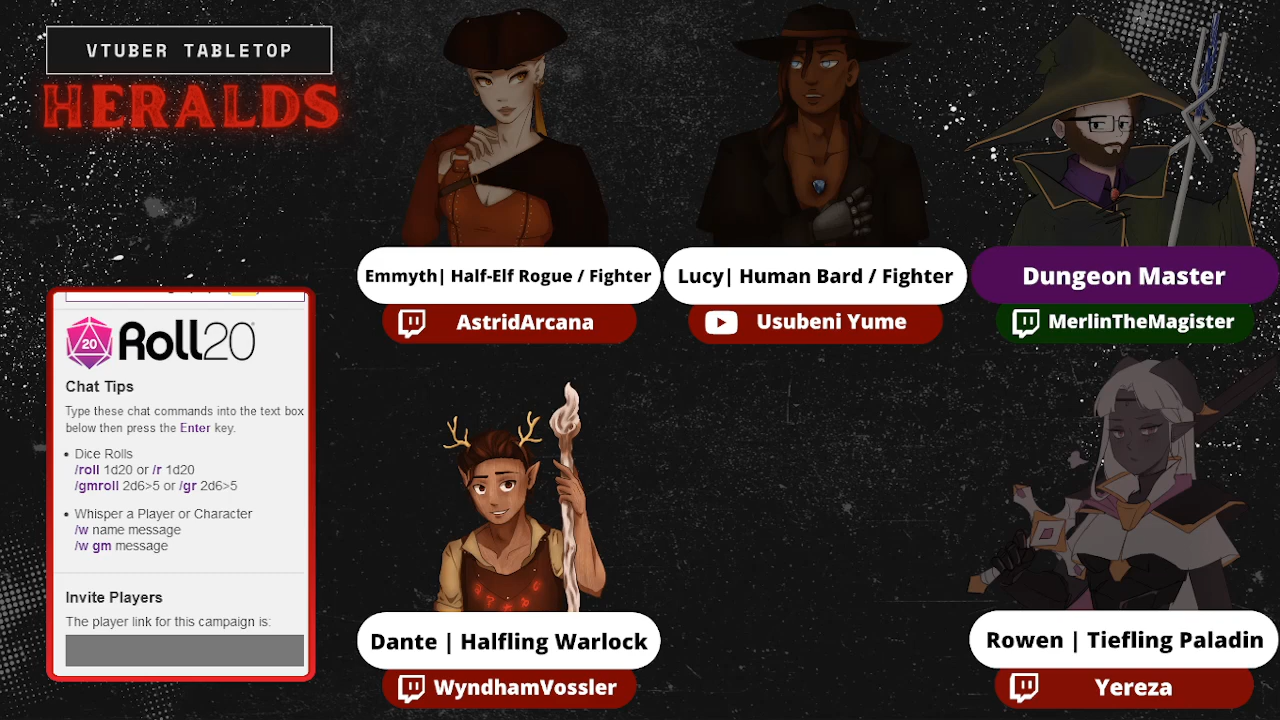 VTUBER TABLETOP
HERALDS
Emmyth| Half-Elf Rogue / Fighter
AstridArcana
Lucy| Human Bard / Fighter
Usubeni Yume
Dungeon Master
MerlinTheMagister
20
Roll20
Chat Tips
Type these chat commands into the text box
below then press the Enter key.
• Dice Rolls
/roll 1d20 or /r 1d20
/gmroll 2d6>5 or /gr 2d6>5
• Whisper a Player or Character
/w name message
/w gm message
Invite Players
The player link for this campaign is:
Dante | Halfling Warlock
WyndhamVossler
Rowen | Tiefling Paladin
Yereza